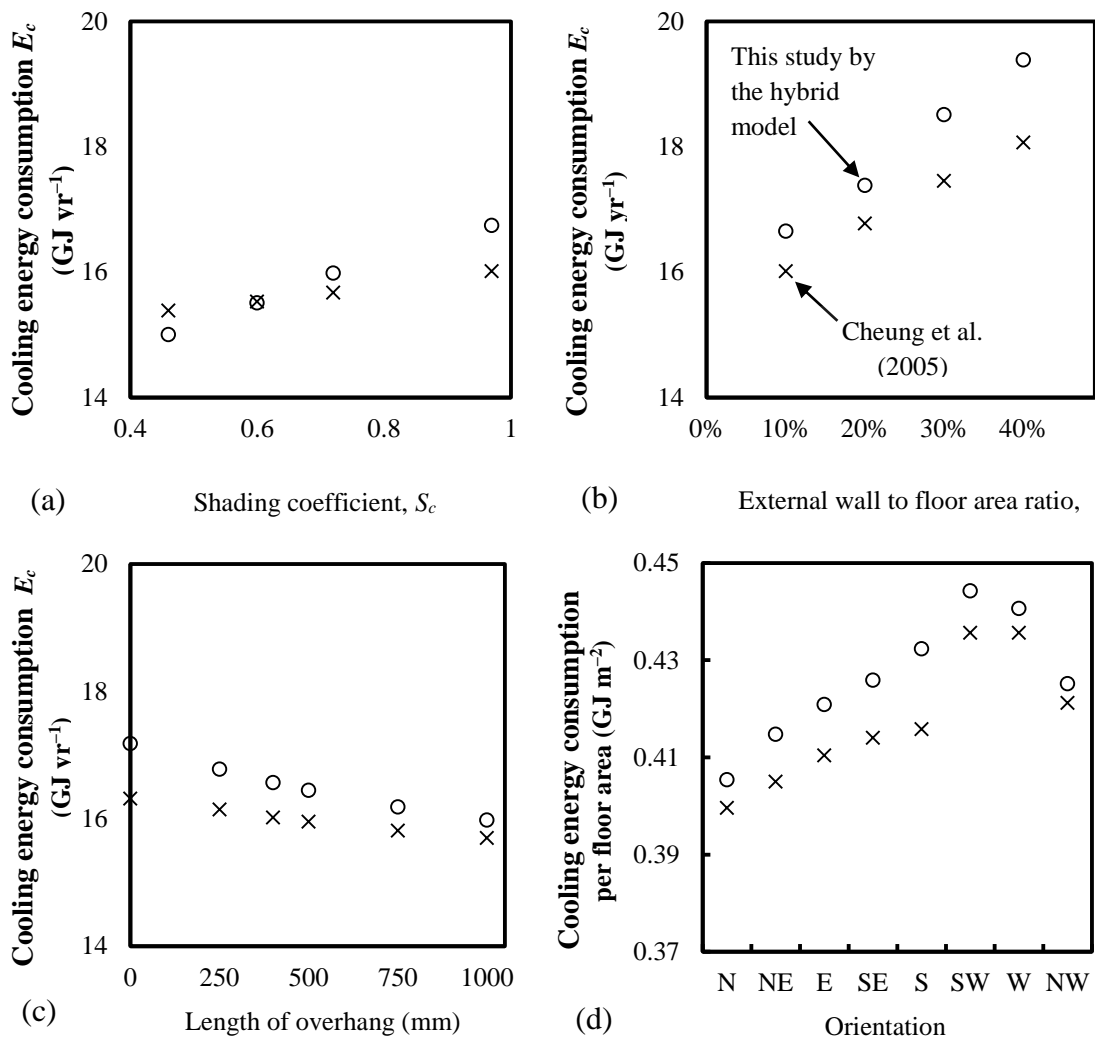 Cooling energy consumption E_c
(GJ vr⁻¹)
20
18
16
14
0.4
0.6
0.8
1
(a)
Shading coefficient, S_c
Cooling energy consumption E_c
(GJ yr⁻¹)
20
18
16
14
This study by
the hybrid
model
Cheung et al.
(2005)
0%
10%
20%
30%
40%
(b)
External wall to floor area ratio,
Cooling energy consumption E_c
(GJ vr⁻¹)
20
18
16
14
0
250
500
750
1000
(c)
Length of overhang (mm)
Cooling energy consumption
per floor area (GJ m⁻²)
0.45
0.43
0.41
0.39
0.37
N
NE
E
SE
S
SW
W
NW
(d)
Orientation